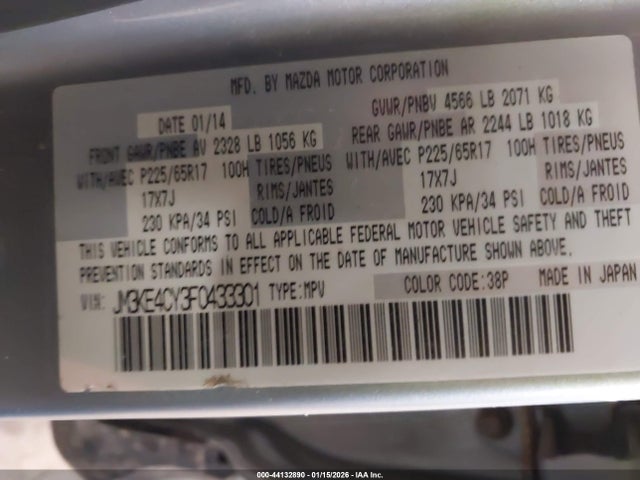 MFD. BY MAZDA MOTOR CORPORATION
DATE 01/14 GVWR/PNBV 4566 LB 2071 KG
FRONT GAWR/PNBE AV 2328 LB 1056 KG REAR GAWR/PNBE AR 2244 LB 1018 KG
WITH/AVEC P225/65R17 100H TIRES/PNEUS WITH/AVEC P225/65R17 100H TIRES/PNEUS
17X7J RIMS/JANTES 17X7J RIMS/JANTES
230 KPA/34 PSI COLD/A FROID 230 KPA/34 PSI COLD/A FROID
THIS VEHICLE CONFORMS TO ALL APPLICABLE FEDERAL MOTOR VEHICLE SAFETY AND THEFT
PREVENTION STANDARDS IN EFFECT ON THE DATE OF MANUFACTURE SHOWN ABOVE.
VIN: JM3KE4CY3F0433301 TYPE:MPV COLOR CODE:38P MADE IN JAPAN
000-44132890 - 01/15/2026 - IAA Inc.